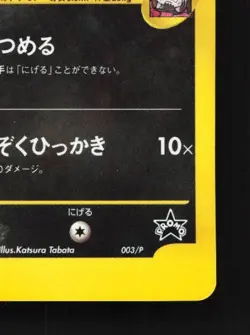 つめる
手は「にげる」ことができない。
ぞくひっかき 10×
0ダメージ。
にげる
PROMO
Illus.Katsura Tabata
003/P